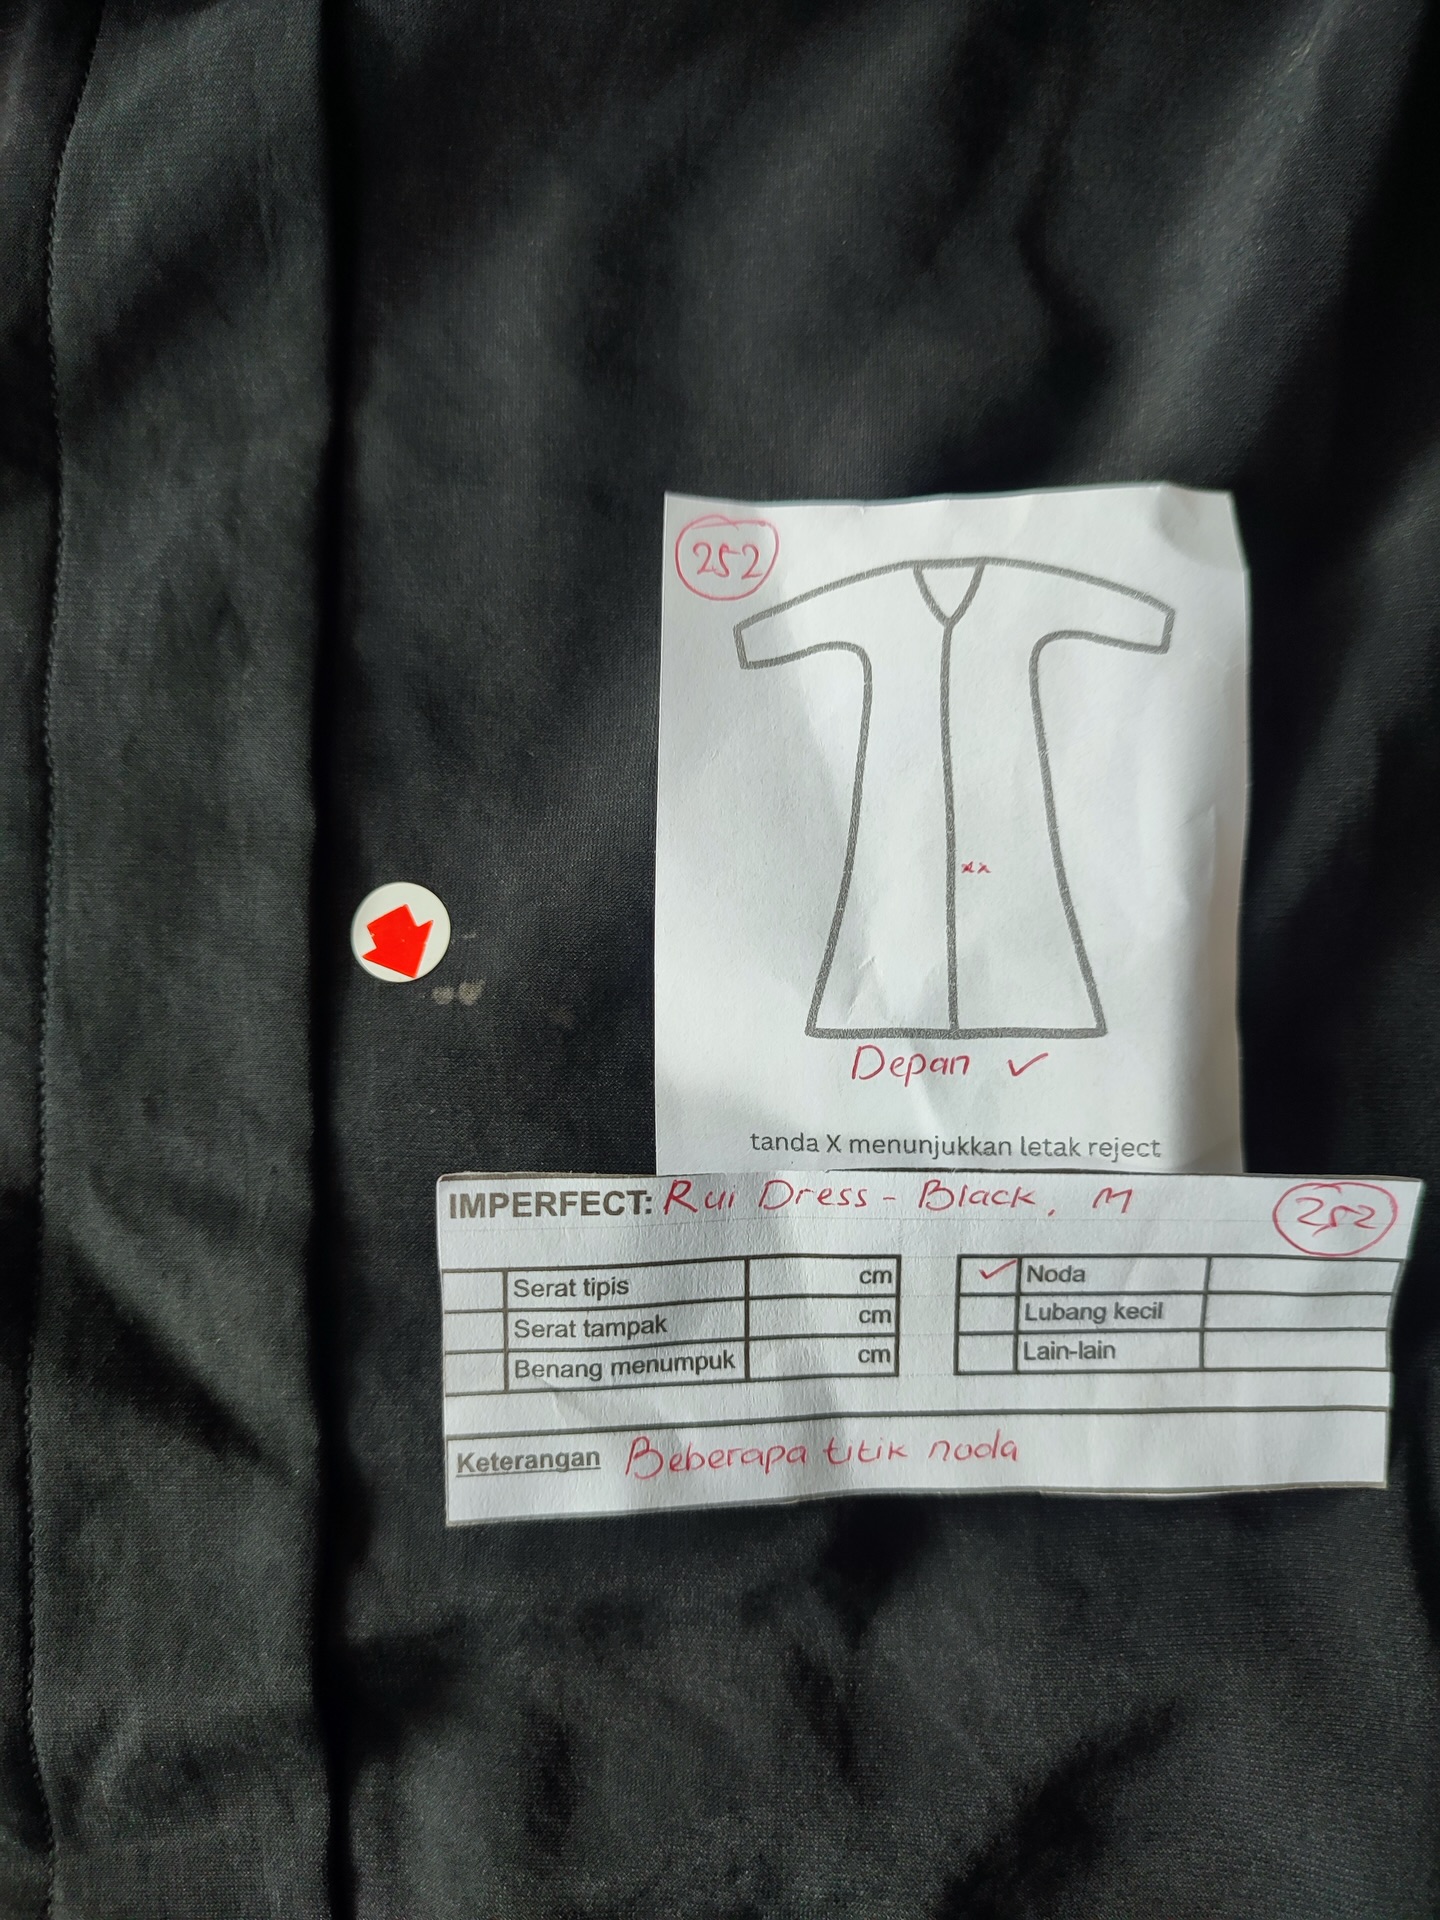 252
xx
Depan ✓
tanda X menunjukkan letak reject
IMPERFECT: Rui Dress - Black, M 252
Serat tipis cm ✓ Noda
Serat tampak cm Lubang kecil
Benang menumpuk cm Lain-lain
Keterangan Beberapa titik noda